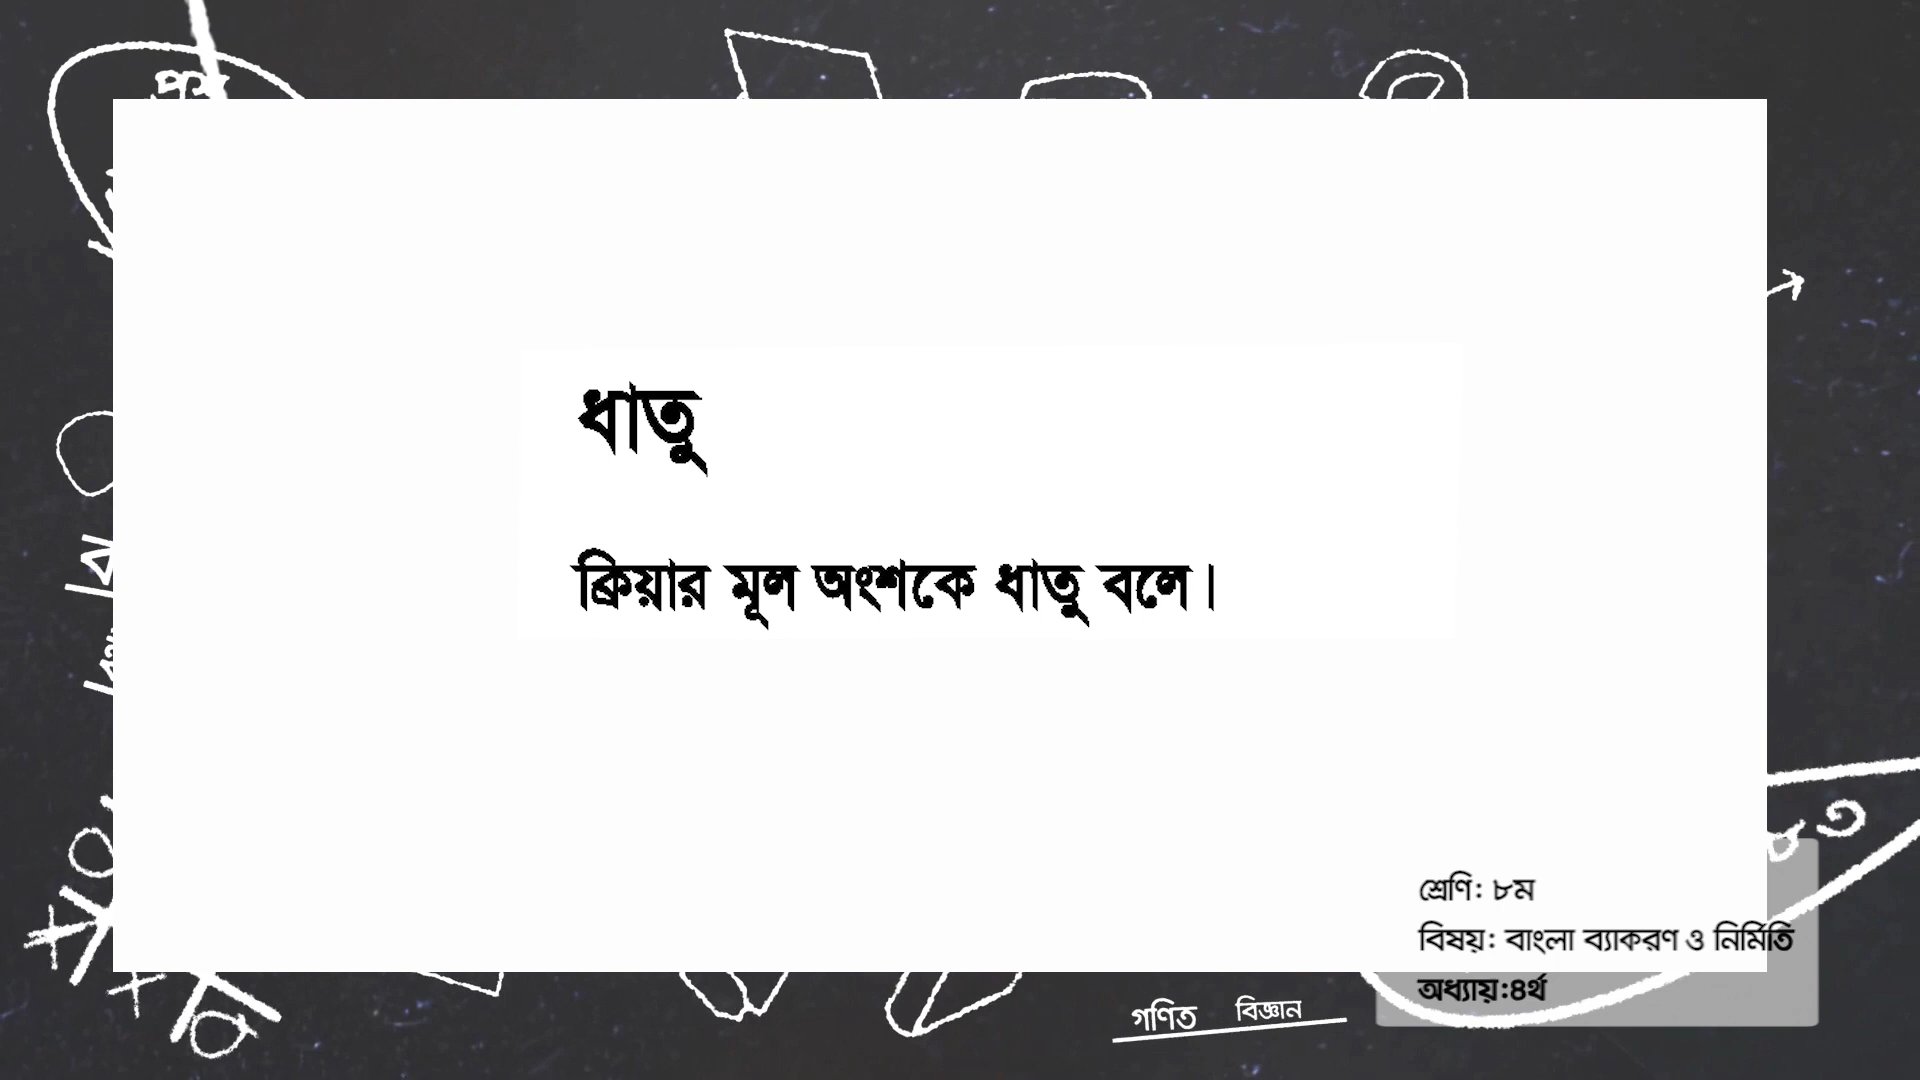 ধাতু
ক্রিয়ার মূল অংশকে ধাতু বলে।
শ্রেণি: ৮ম
বিষয়: বাংলা ব্যাকরণ ও নির্মিতি
অধ্যায়:৪র্থ
গণিত বিজ্ঞান